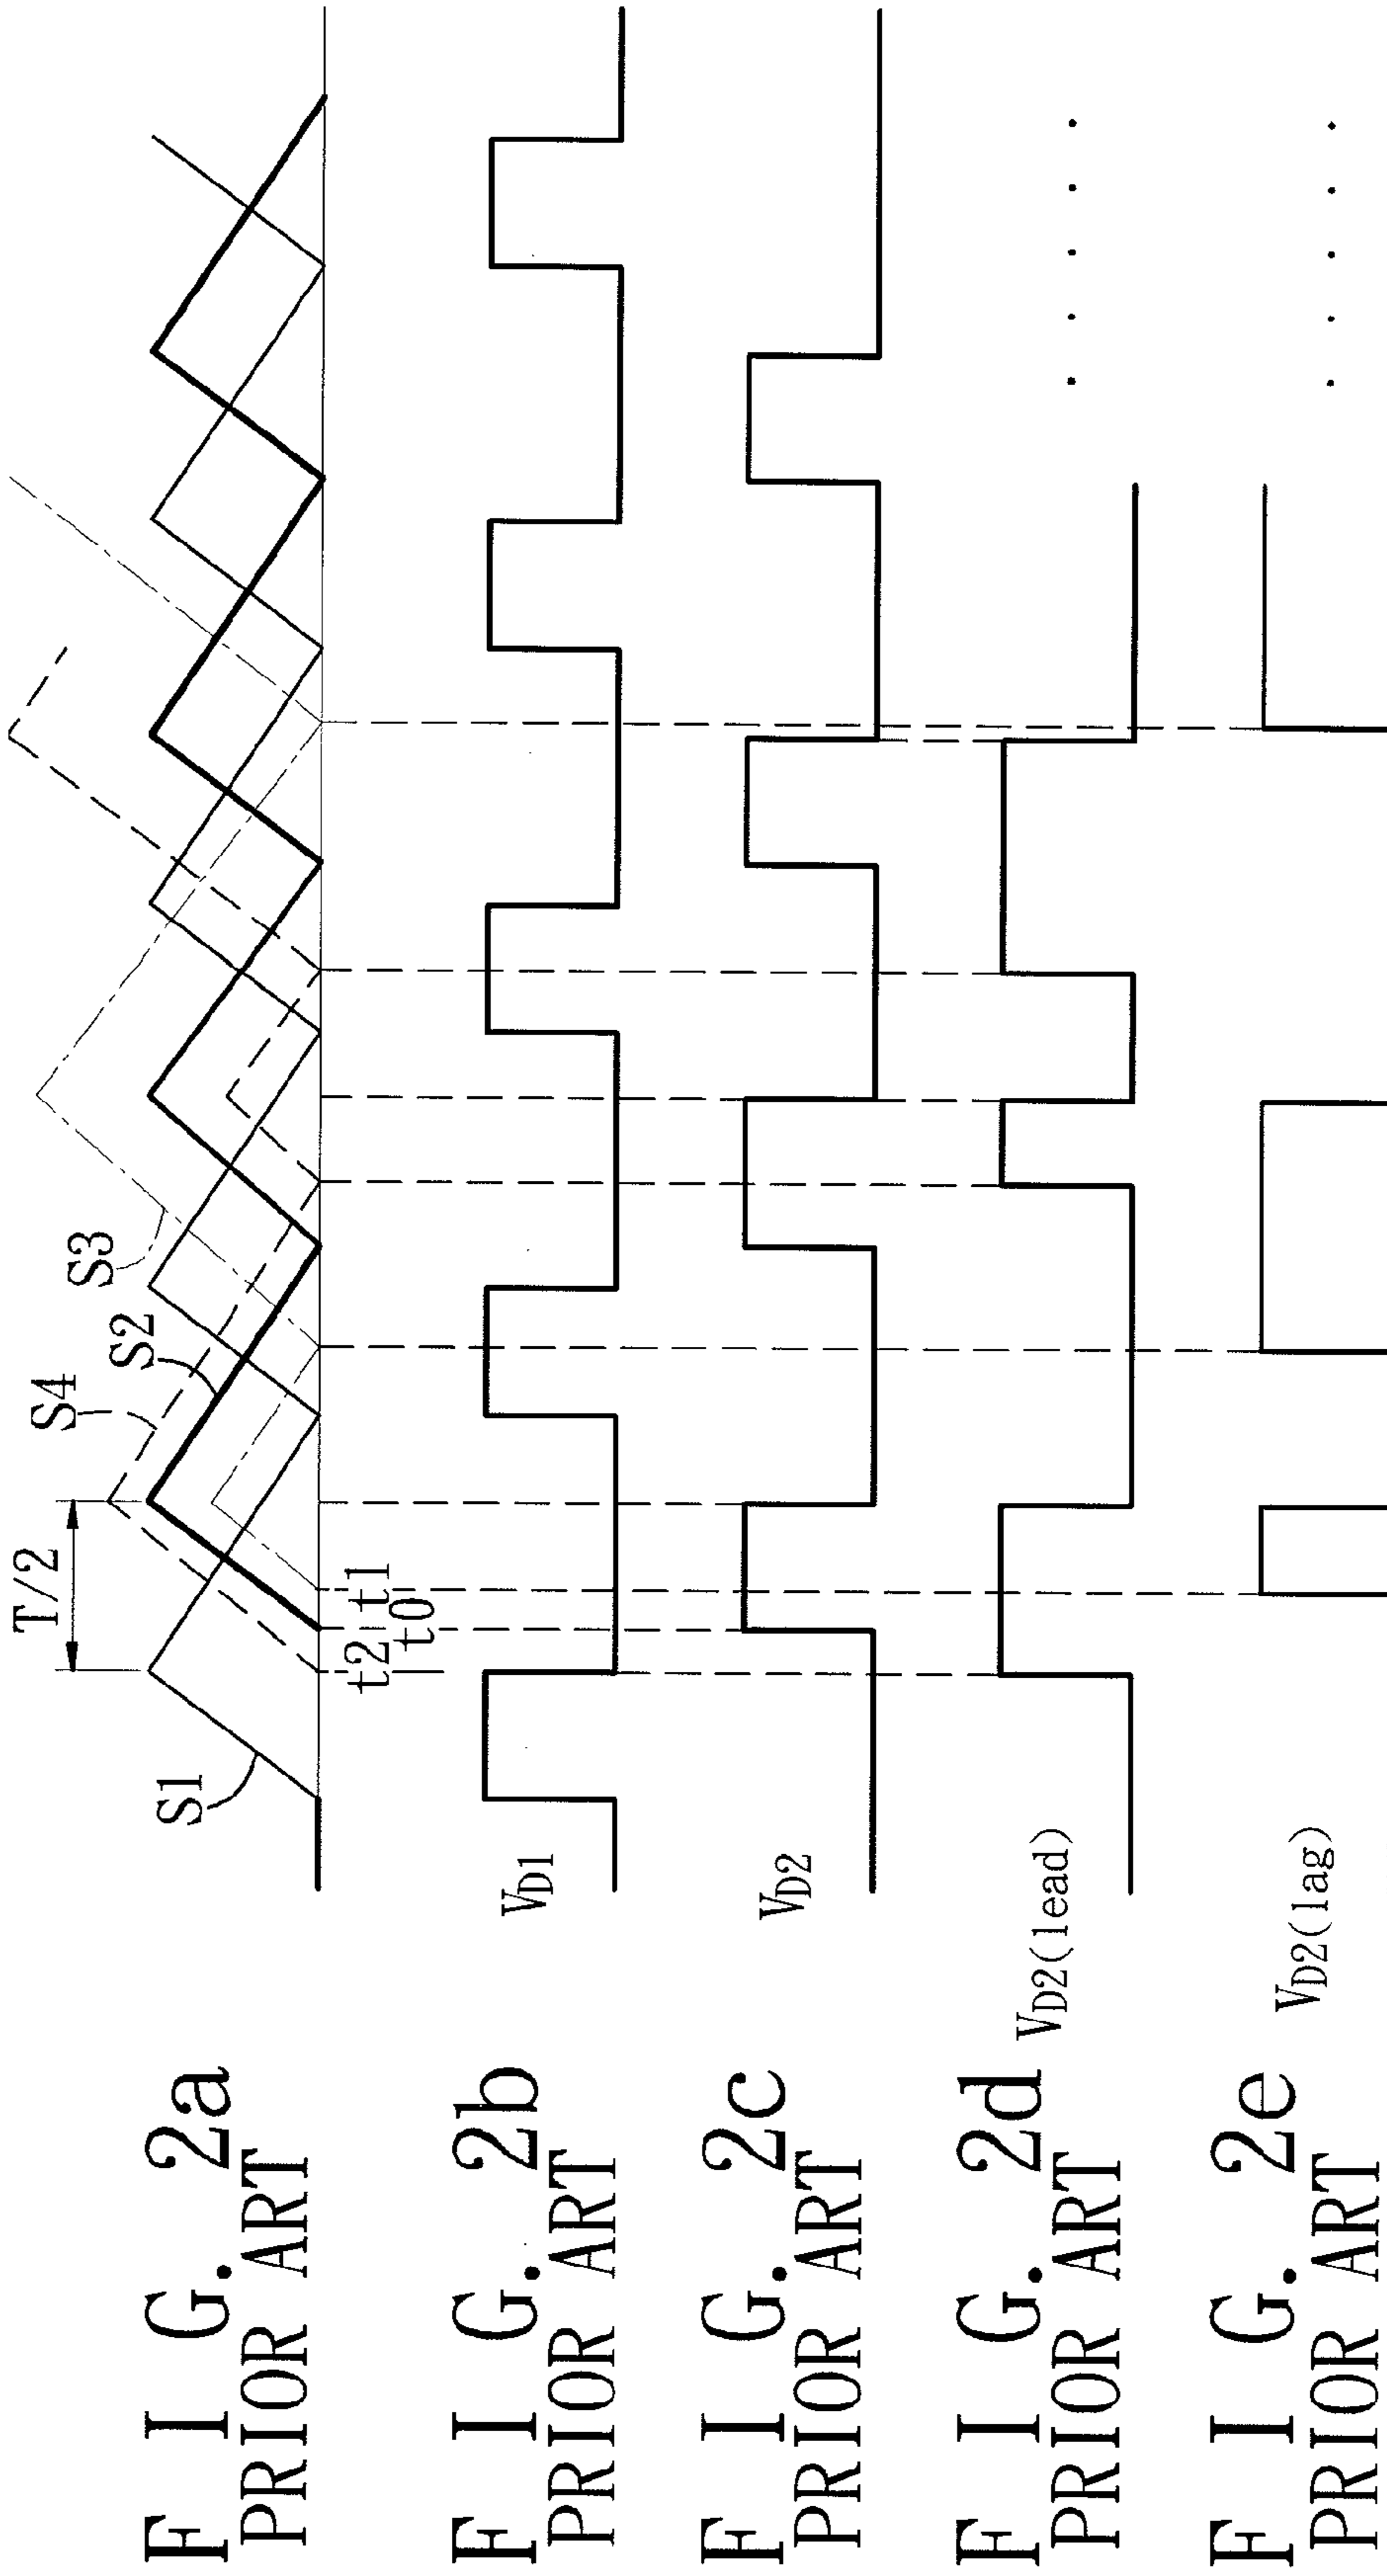 FIG. 2a
PRIOR ART
S1
T/2
S4
S2
S3
t2
t0
t1
FIG. 2b
PRIOR ART
VD1
FIG. 2c
PRIOR ART
VD2
FIG. 2d
PRIOR ART
VD2(lead)
FIG. 2e
PRIOR ART
VD2(lag)